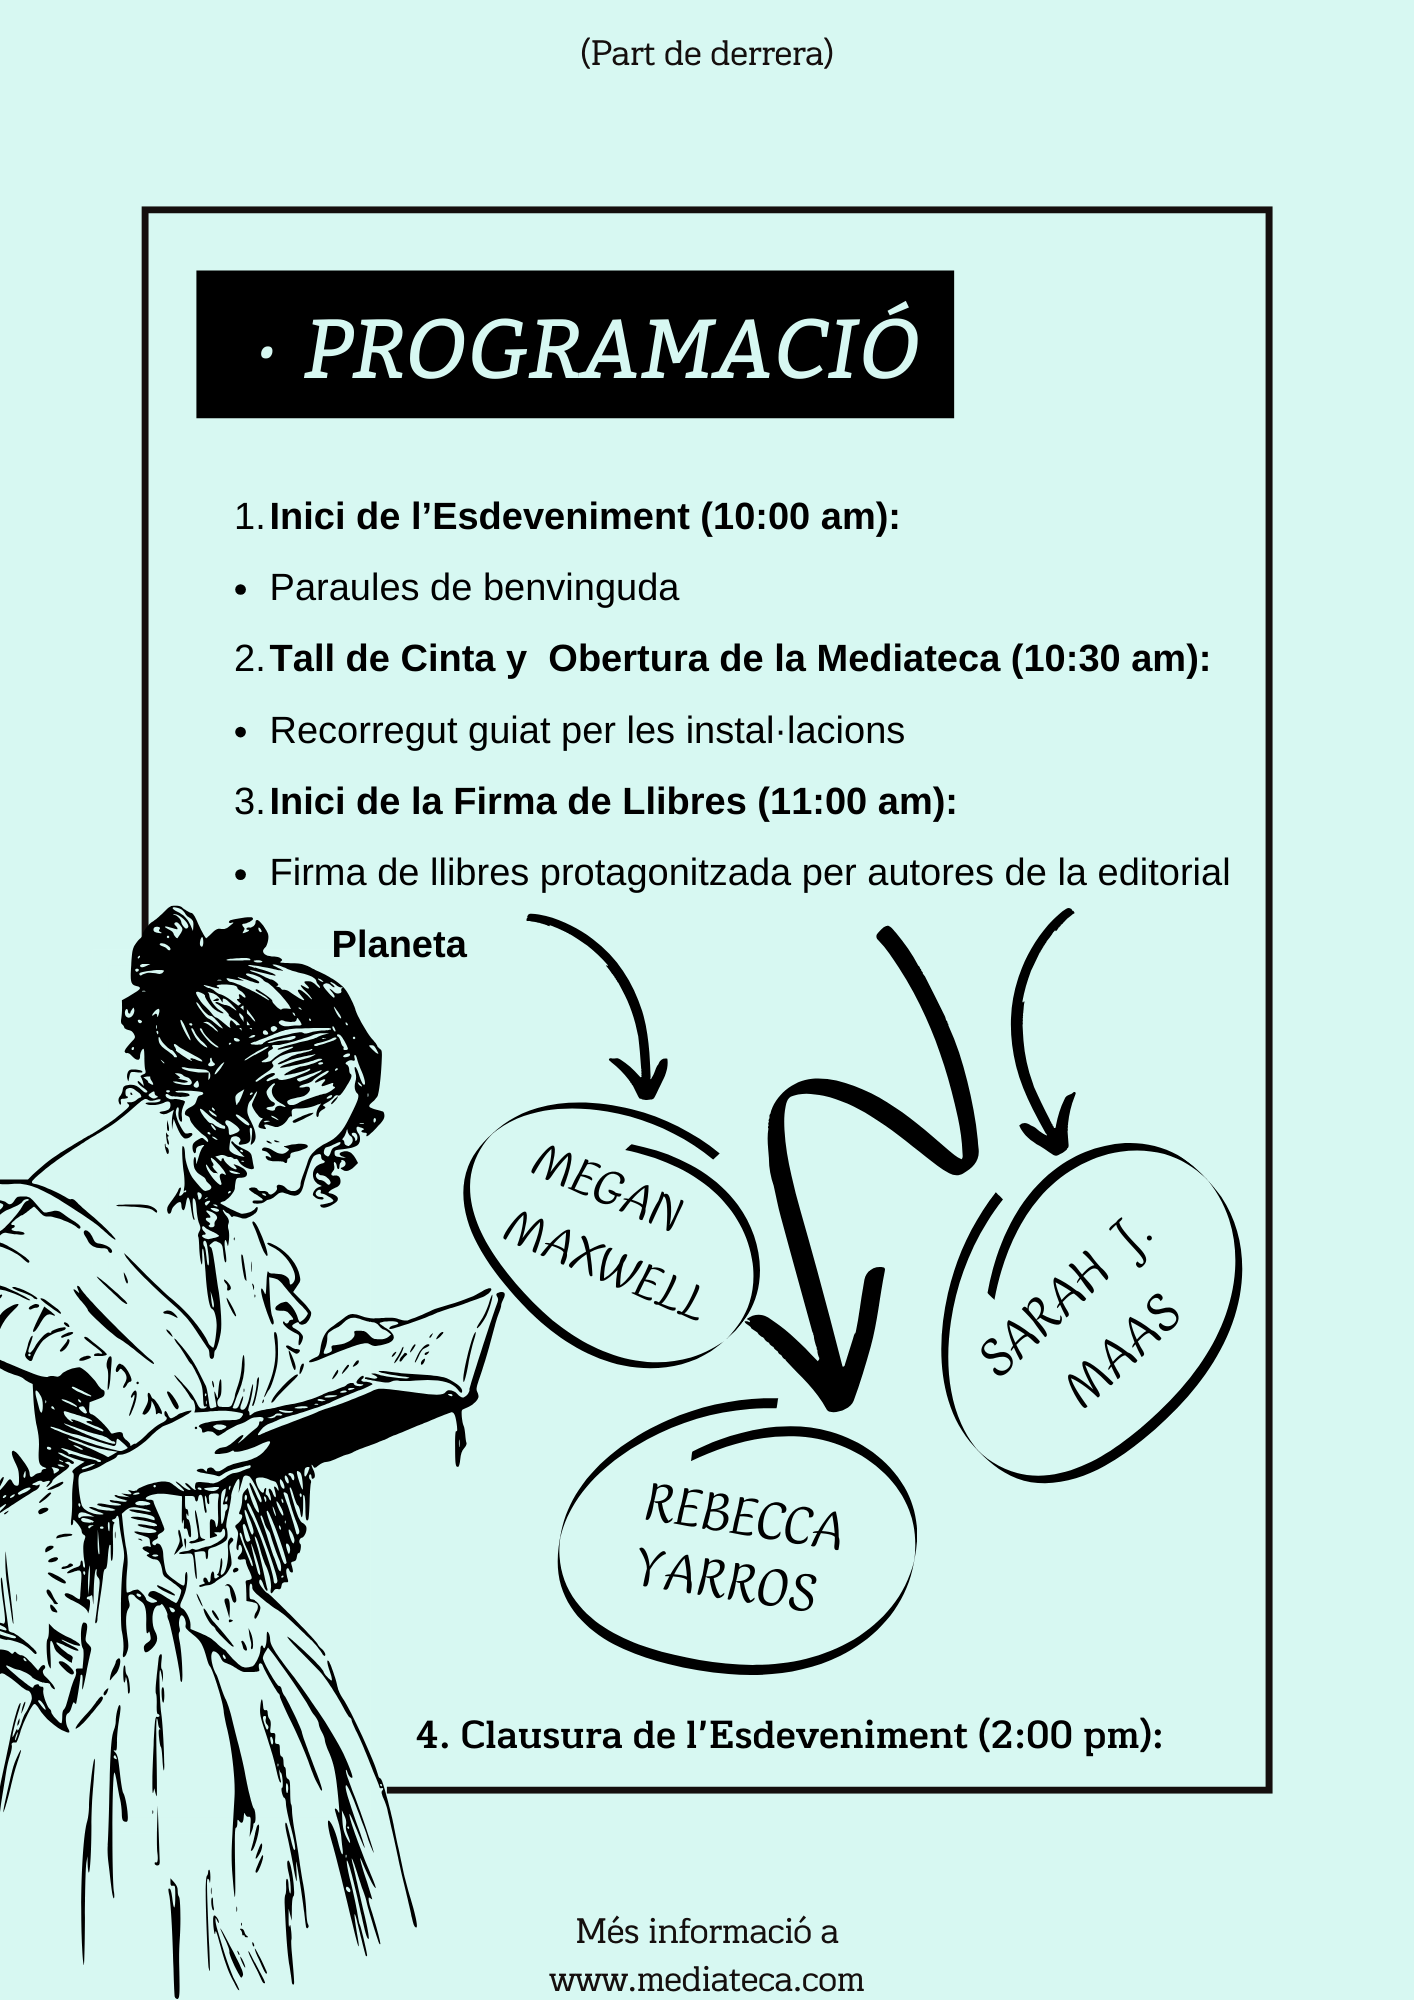 (Part de derrera)
· PROGRAMACIÓ
1. Inici de l’Esdeveniment (10:00 am):
• Paraules de benvinguda
2. Tall de Cinta y  Obertura de la Mediateca (10:30 am):
• Recorregut guiat per les instal·lacions
3. Inici de la Firma de Llibres (11:00 am):
• Firma de llibres protagonitzada per autores de la editorial
Planeta
MEGAN
MAXWELL
SARAH J.
MAAS
REBECCA
YARROS
4. Clausura de l’Esdeveniment (2:00 pm):
Més informació a
www.mediateca.com